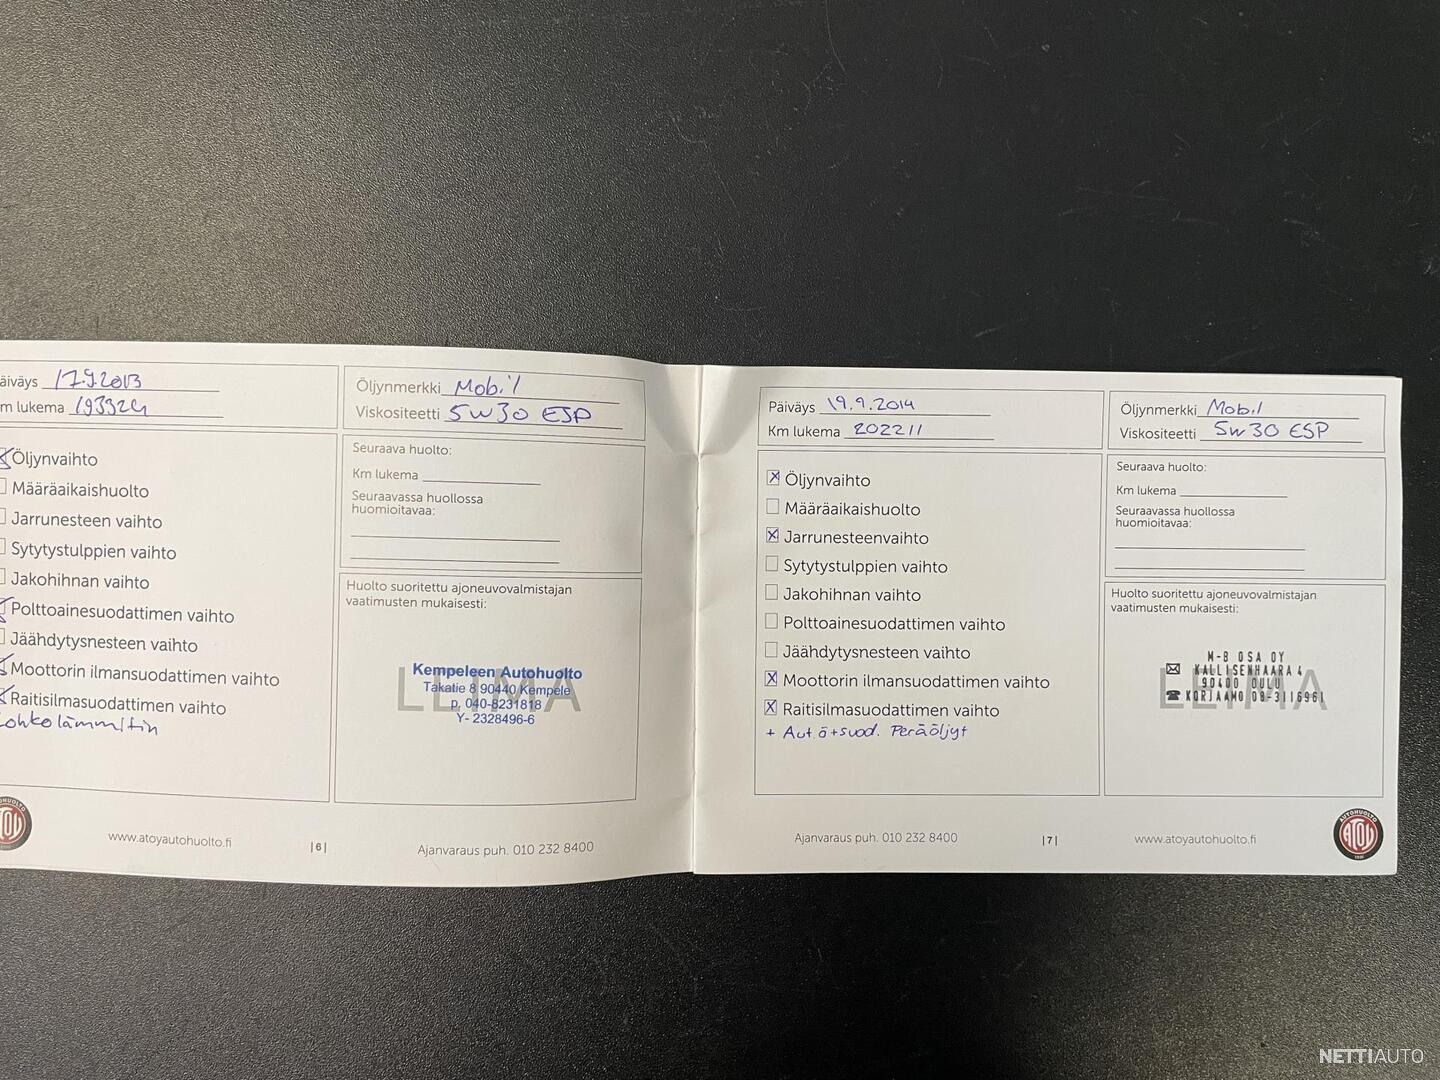 äiväys 17.9.2013
m lukema 193324
Öljynmerkki Mobil
Viskositeetti 5W30 ESP
Öljynvaihto
Määräaikaishuolto
Jarrunesteen vaihto
Sytytystulppien vaihto
Jakohihnan vaihto
Polttoainesuodattimen vaihto
Jäähdytysnesteen vaihto
Moottorin ilmansuodattimen vaihto
Raitisilmasuodattimen vaihto
Lohkolämmitin
Seuraava huolto:
Km lukema
Seuraavassa huollossa
huomioitavaa:
Huolto suoritettu ajoneuvovalmistajan
vaatimusten mukaisesti:
LEIMA
Kempeleen Autohuolto
Takatie 8 90440 Kempele
p. 040-8231818
Y- 2328496-6
www.atoyautohuolto.fi
|6|
Ajanvaraus puh. 010 232 8400
Päiväys 19.9.2014
Km lukema 202211
Öljynmerkki Mobil
Viskositeetti 5W30 ESP
Öljynvaihto
Määräaikaishuolto
Jarrunesteenvaihto
Sytytystulppien vaihto
Jakohihnan vaihto
Polttoainesuodattimen vaihto
Jäähdytysnesteen vaihto
Moottorin ilmansuodattimen vaihto
Raitisilmasuodattimen vaihto
+ Aut.ö+suod. Peräöljyt
Seuraava huolto:
Km lukema
Seuraavassa huollossa
huomioitavaa:
Huolto suoritettu ajoneuvovalmistajan
vaatimusten mukaisesti:
LEIMA
M-B OSA OY
KALLISENHAARA 4
90400 OULU
KORJAAMO 08-3116961
Ajanvaraus puh. 010 232 8400
|7|
www.atoyautohuolto.fi
AUTOHUOLTO
ATOY
NETTIAUTO